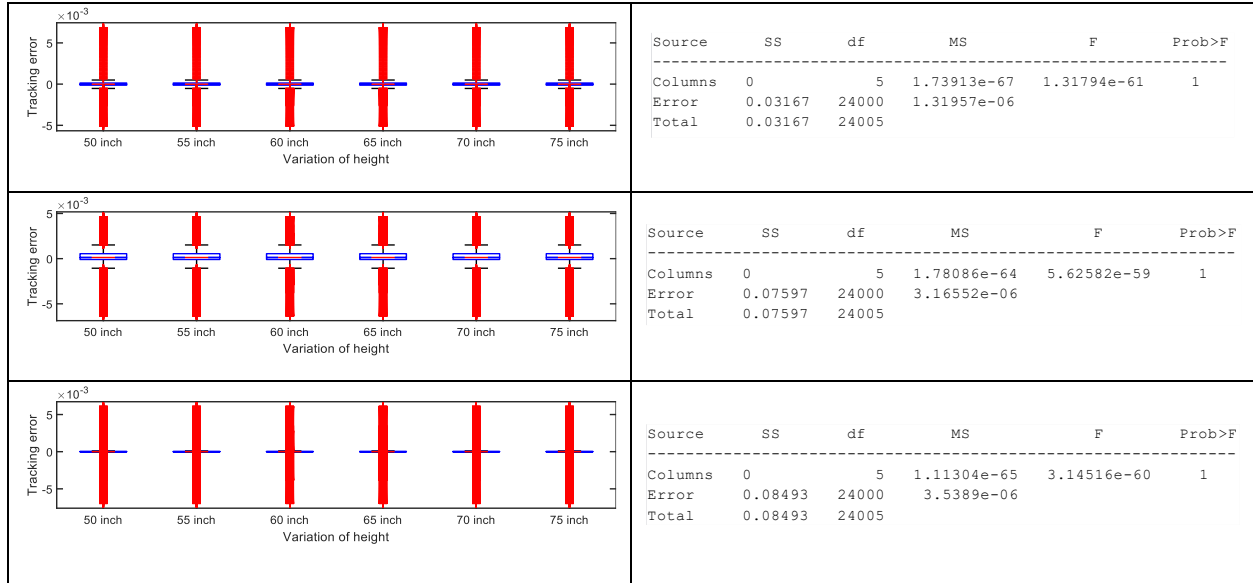 ×10⁻³
5
0
-5
Tracking error
50 inch 55 inch 60 inch 65 inch 70 inch 75 inch
Variation of height
Source SS df MS F Prob>F
--------------------------------------------------------------
Columns 0 5 1.73913e-67 1.31794e-61 1
Error 0.03167 24000 1.31957e-06
Total 0.03167 24005
×10⁻³
5
0
-5
Tracking error
50 inch 55 inch 60 inch 65 inch 70 inch 75 inch
Variation of height
Source SS df MS F Prob>F
--------------------------------------------------------------
Columns 0 5 1.78086e-64 5.62582e-59 1
Error 0.07597 24000 3.16552e-06
Total 0.07597 24005
×10⁻³
5
0
-5
Tracking error
50 inch 55 inch 60 inch 65 inch 70 inch 75 inch
Variation of height
Source SS df MS F Prob>F
--------------------------------------------------------------
Columns 0 5 1.11304e-65 3.14516e-60 1
Error 0.08493 24000 3.5389e-06
Total 0.08493 24005